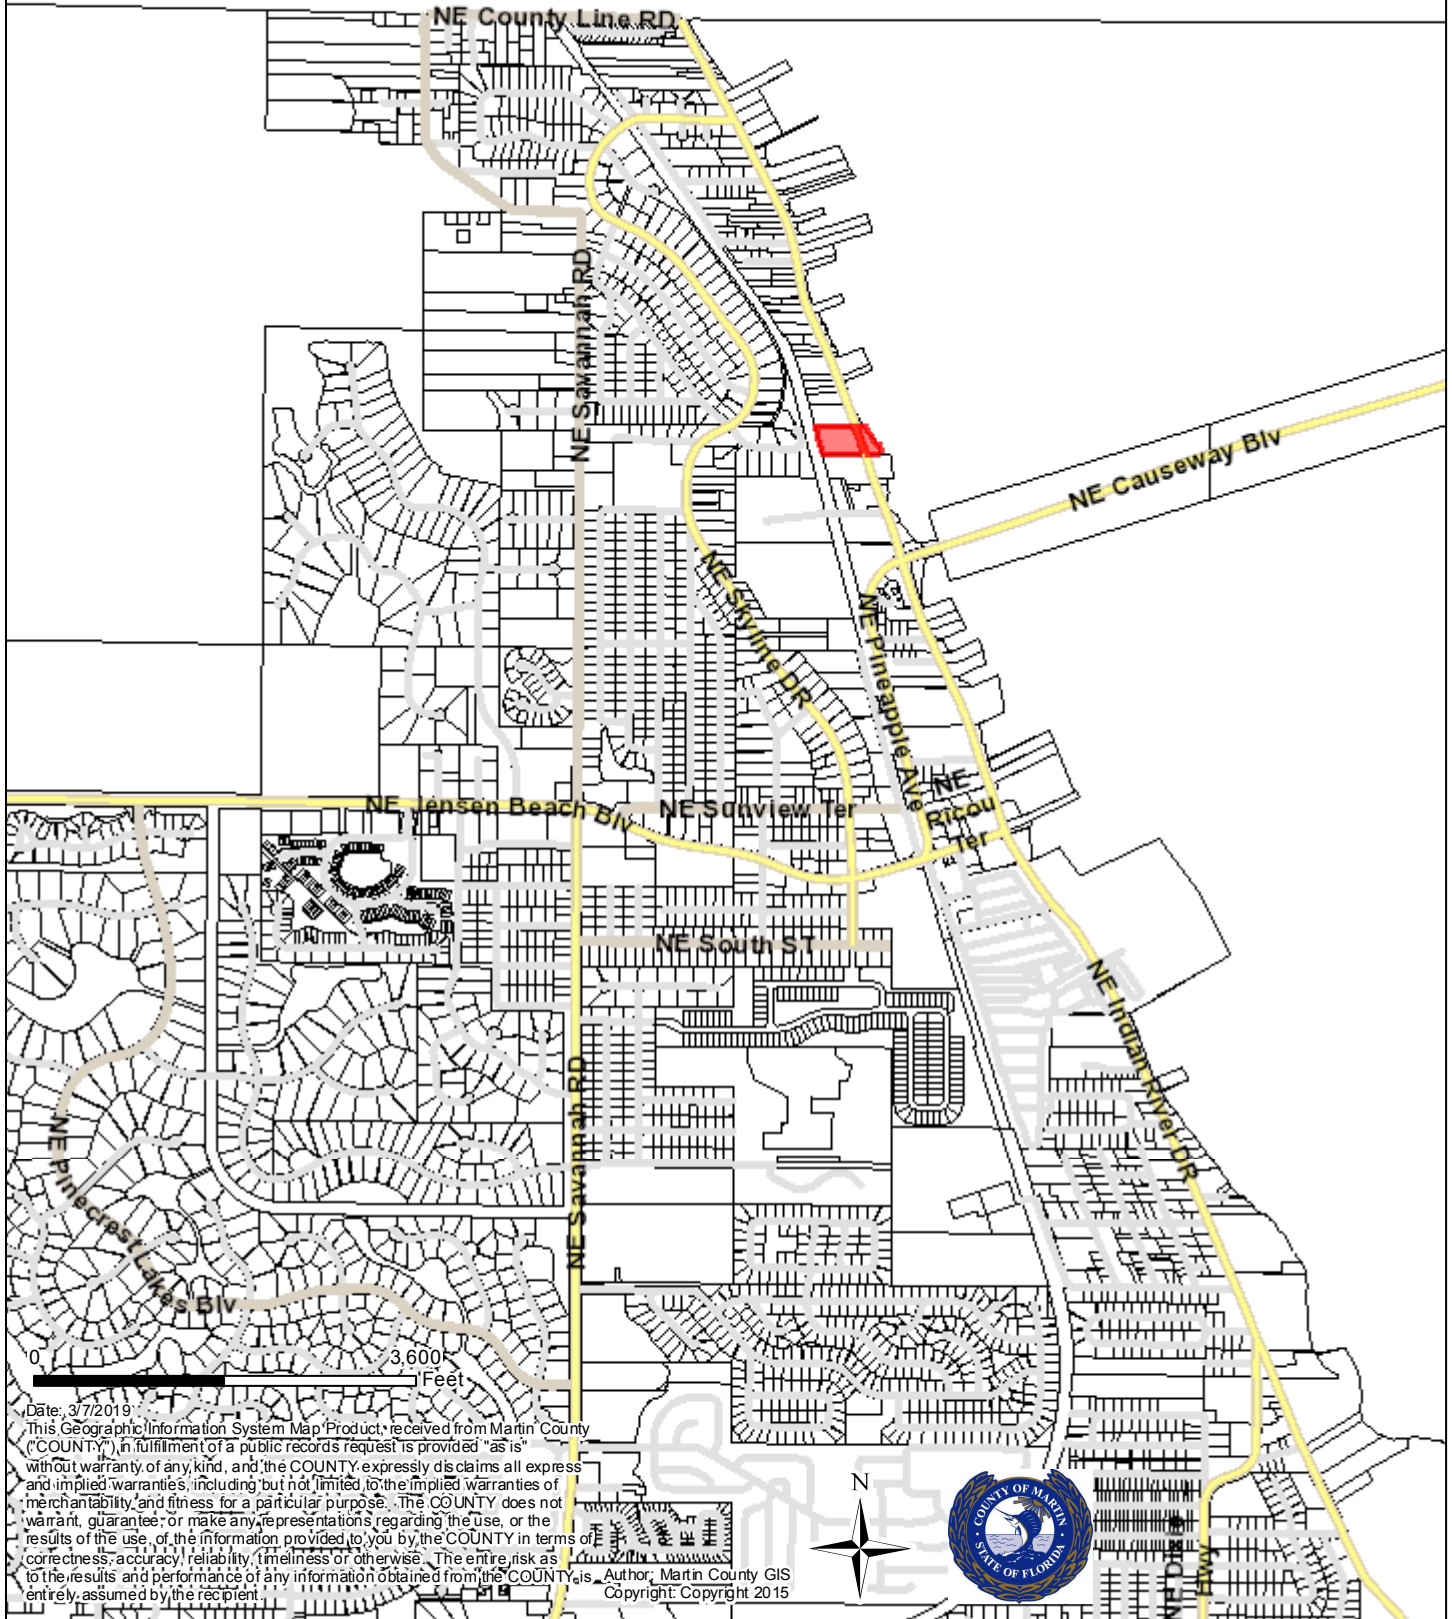 NE County Line RD
NE Savannah RD
NE Causeway Blv
NE Skyline DR
NE Pineapple Ave
NE Jensen Beach Blv
NE Sunview Ter
NE
Ricou
Ter
NE South ST
NE Indian River DR
NE Savannah RD
NE Pinecrest Lakes Blv
0 3,600
Feet
Date: 3/7/2019
This Geographic Information System Map Product, received from Martin County
("COUNTY") in fulfillment of a public records request is provided "as is"
without warranty of any kind, and the COUNTY expressly disclaims all express
and implied warranties, including but not limited to the implied warranties of
merchantability and fitness for a particular purpose. The COUNTY does not
warrant, guarantee, or make any representations regarding the use, or the
results of the use, of the information provided to you by the COUNTY in terms of
correctness, accuracy, reliability, timeliness or otherwise. The entire risk as
to the results and performance of any information obtained from the COUNTY is
entirely assumed by the recipient.
Author: Martin County GIS
Copyright: Copyright 2015
N
COUNTY OF MARTIN
STATE OF FLORIDA
NE Dixie
Hwy